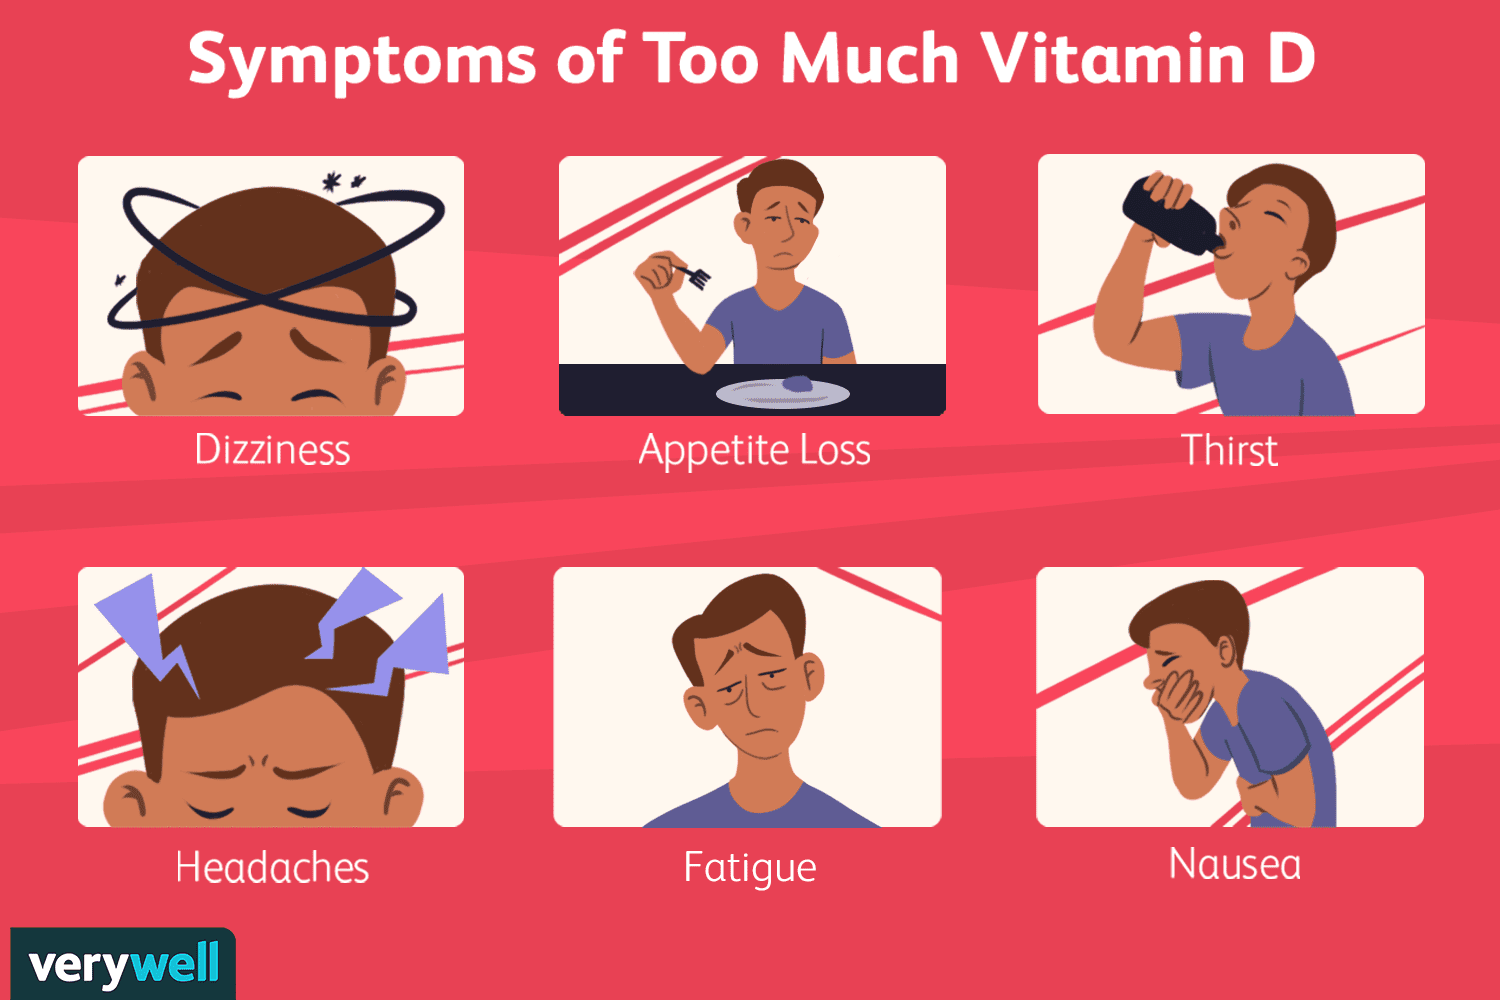 Symptoms of Too Much Vitamin D
Dizziness
Appetite Loss
Thirst
Headaches
Fatigue
Nausea
verywell